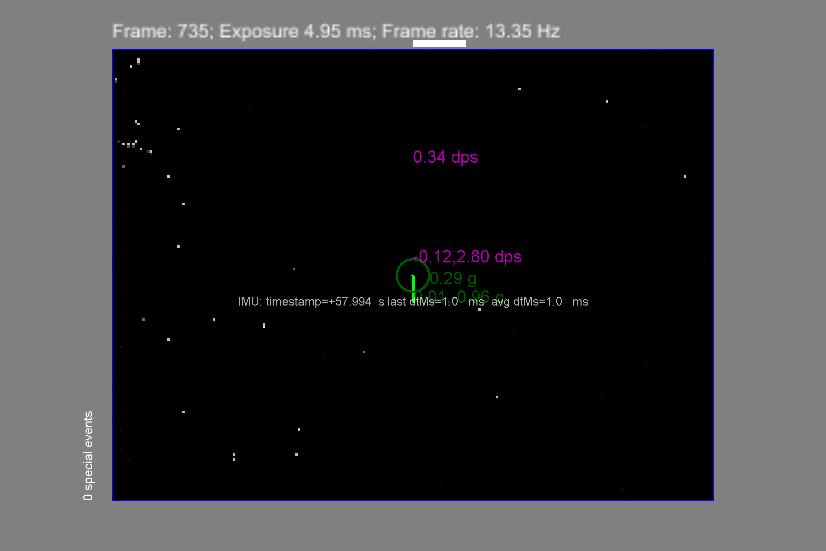 Frame: 735; Exposure 4.95 ms; Frame rate: 13.35 Hz
0.34 dps
-0.12,2.80 dps
0.29 g
0.96 g
IMU: timestamp=+57.994 s last dtMs=1.0 ms avg dtMs=1.0 ms
0 special events